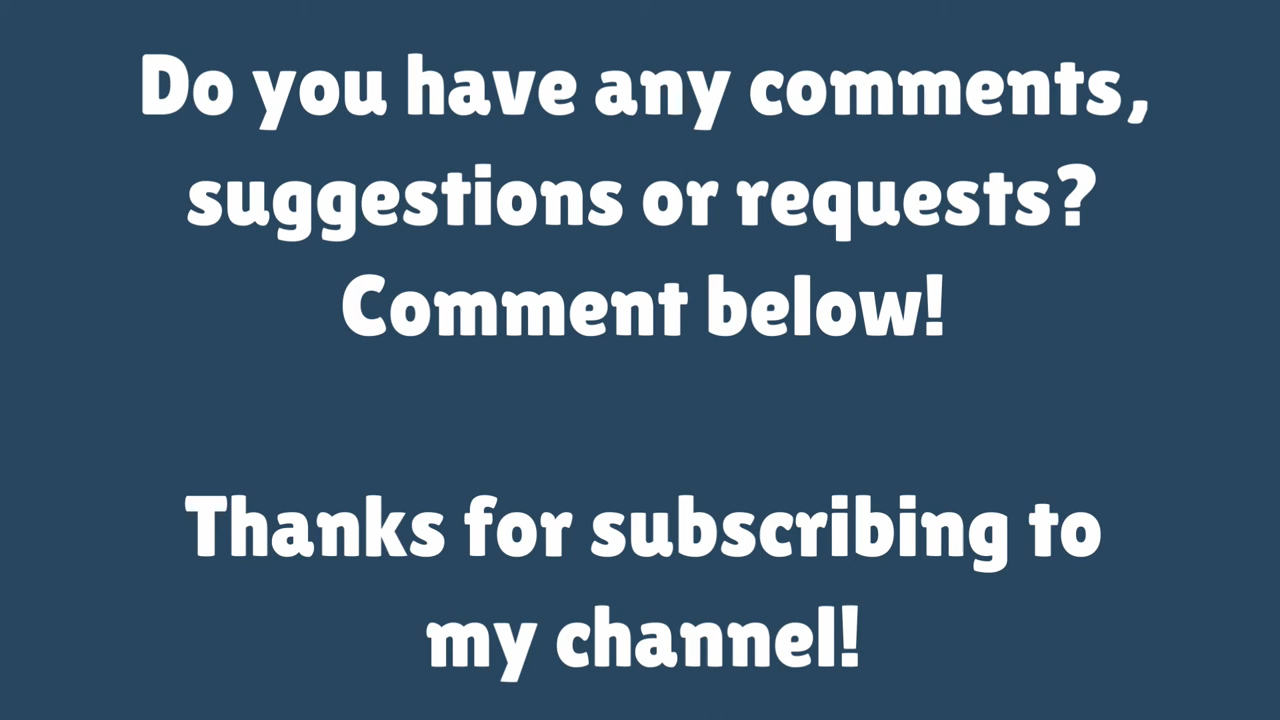 Do you have any comments,
suggestions or requests?
Comment below!
Thanks for subscribing to
my channel!